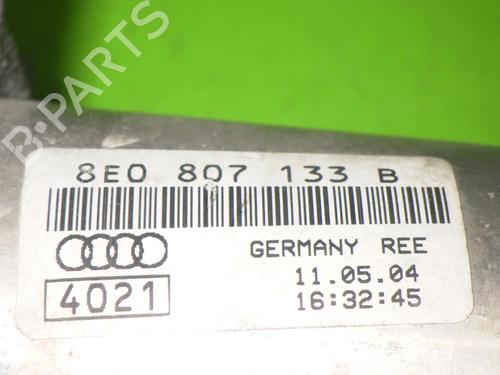 B-PARTS
8E0 807 133 B
GERMANY REE
4021
11.05.04
16:32:45